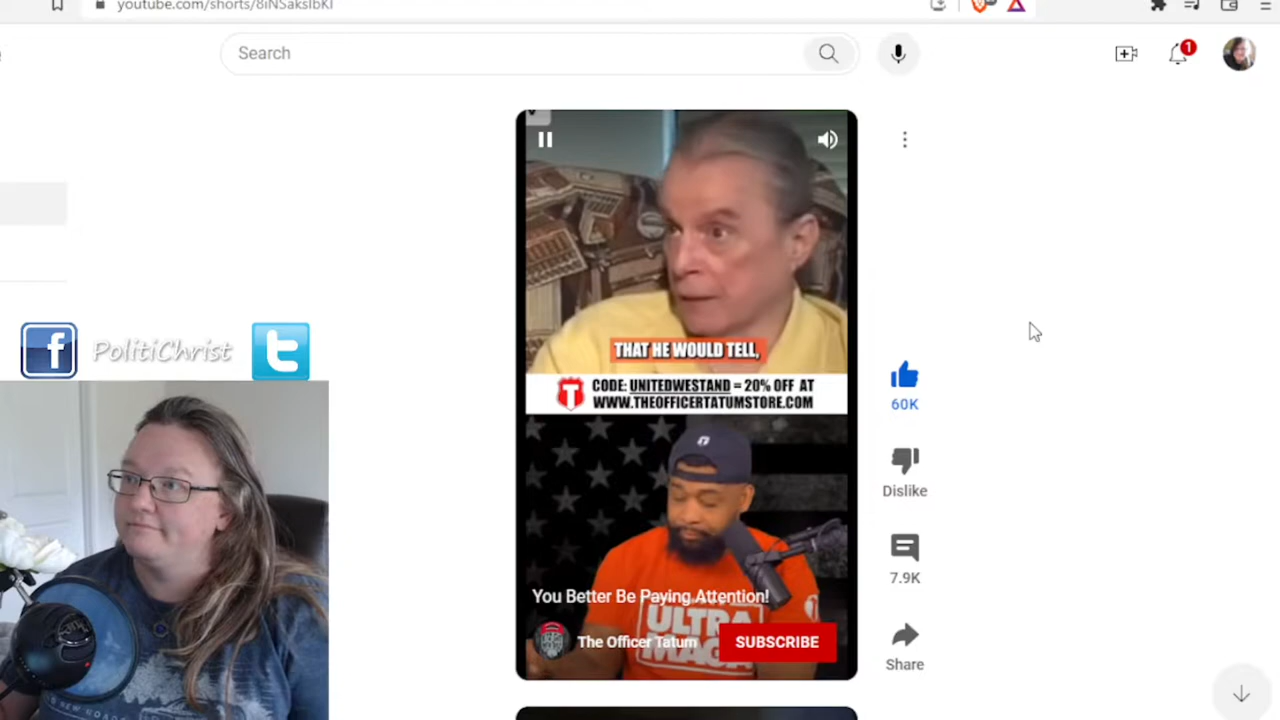 youtube.com/shorts/8iNSaksIbKI
Search
1
THAT HE WOULD TELL,
CODE: UNITEDWESTAND = 20% OFF AT
WWW.THEOFFICERTATUMSTORE.COM
PolitiChrist
60K
Dislike
7.9K
You Better Be Paying Attention!
ULTRA
MAGA
The Officer Tatum
SUBSCRIBE
Share